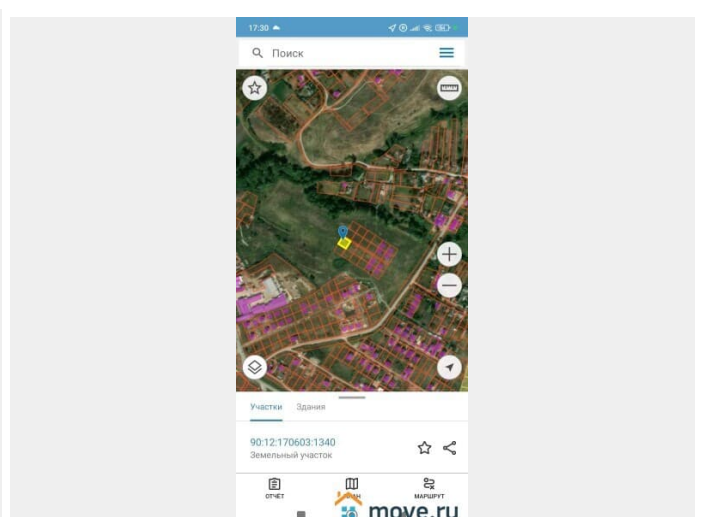 17:30
Поиск
Участки Здания
90:12:170603:1340
Земельный участок
ОТЧЁТ
МАРШРУТ
move.ru